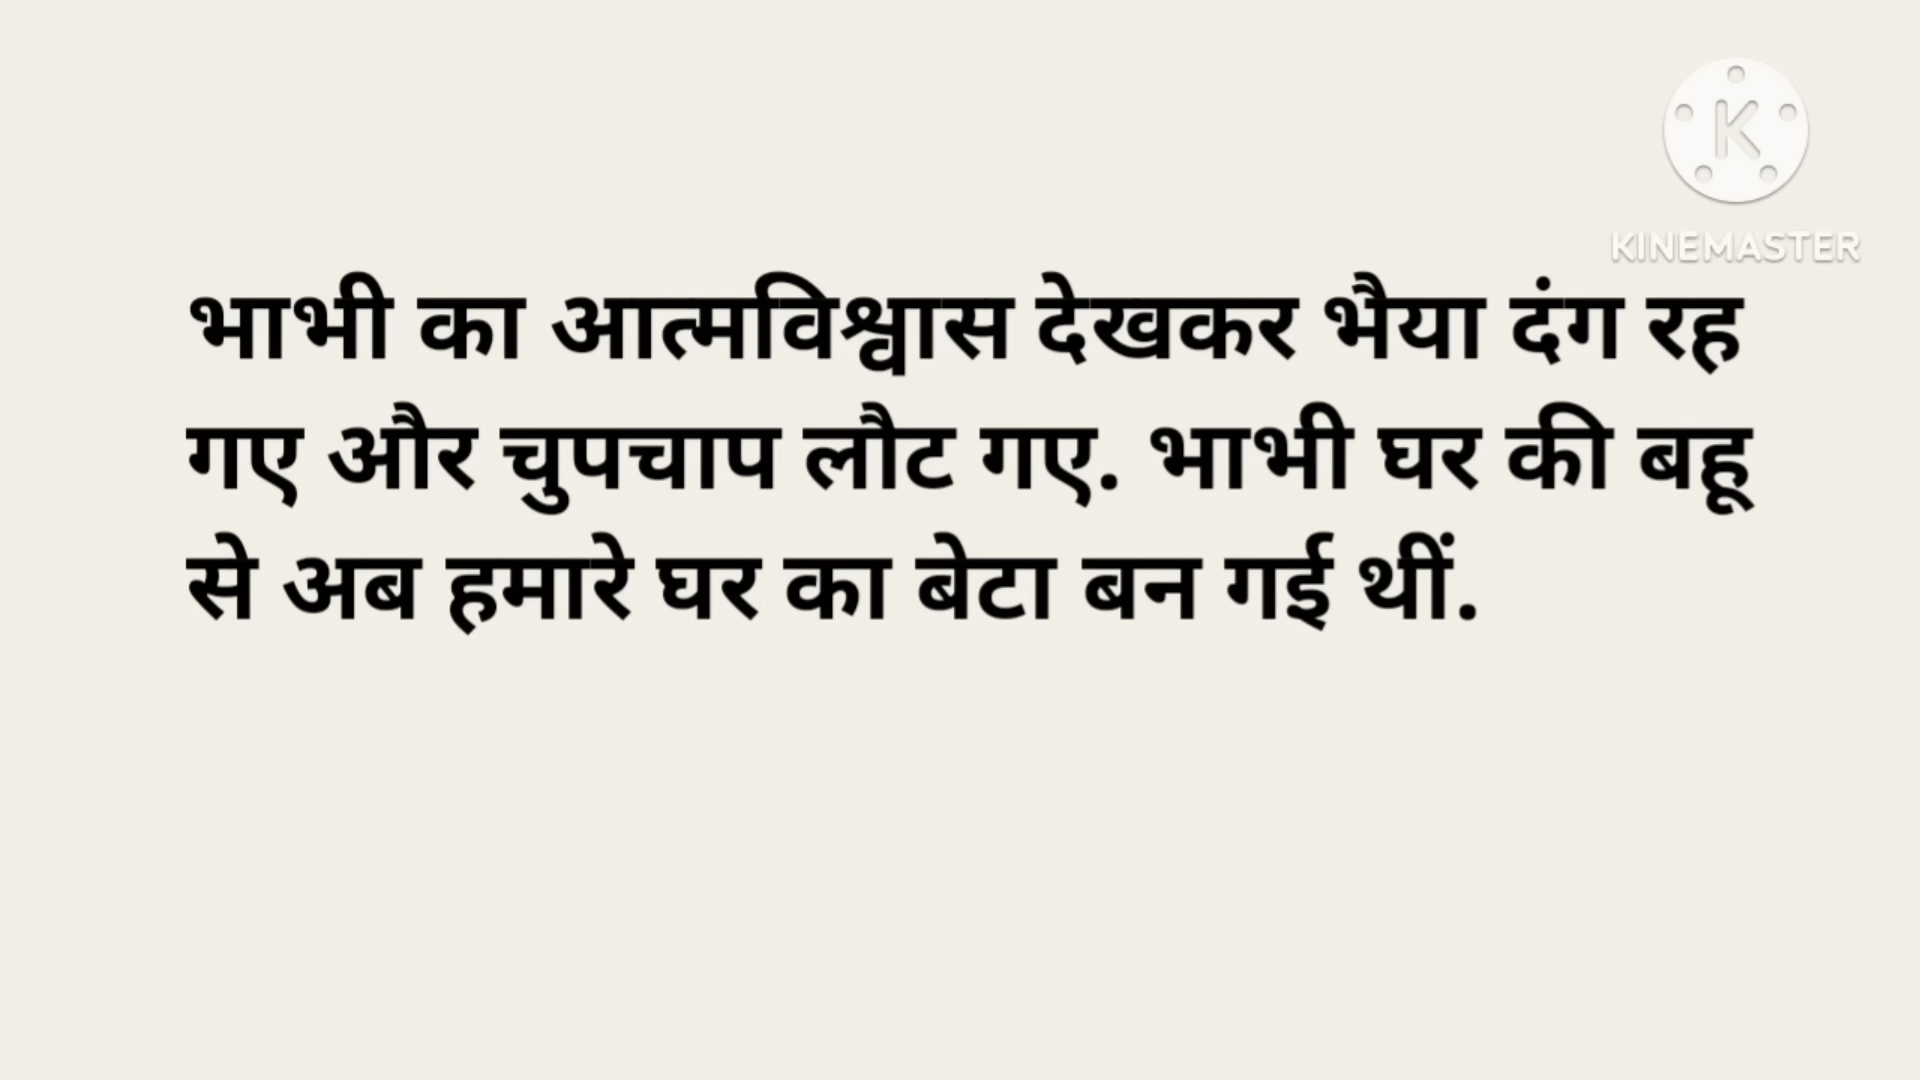 KINEMASTER
भाभी का आत्मविश्वास देखकर भैया दंग रह
गए और चुपचाप लौट गए. भाभी घर की बहू
से अब हमारे घर का बेटा बन गई थीं.